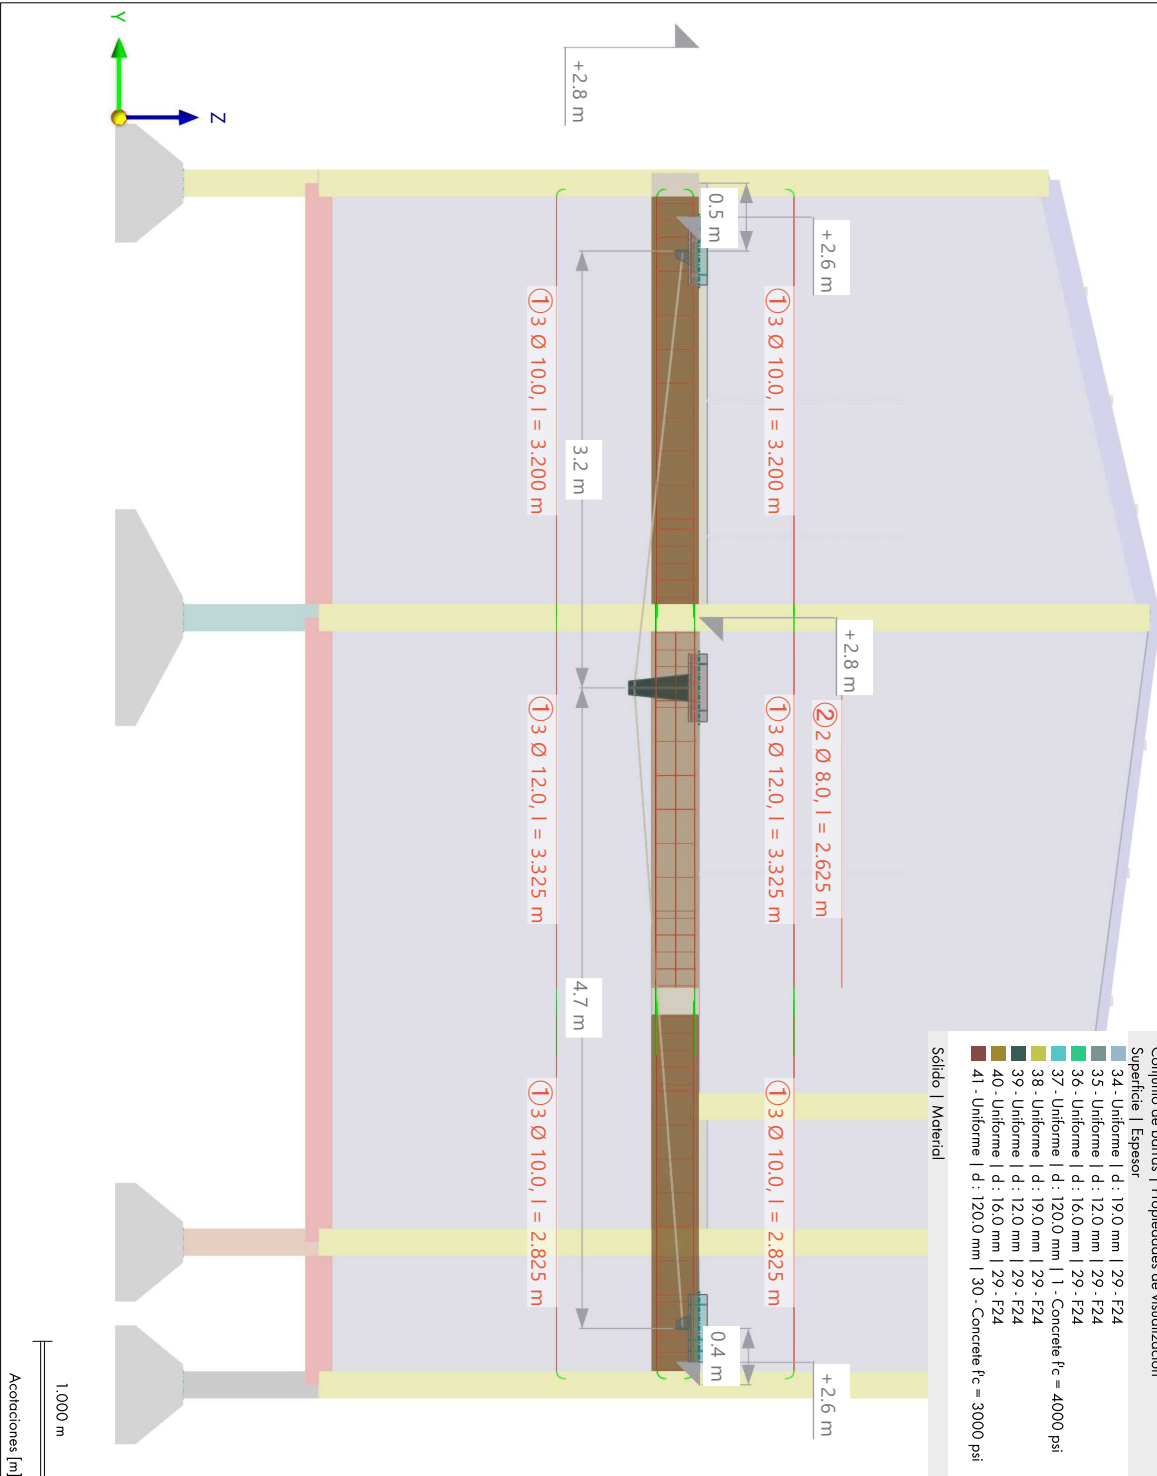 Y
Z
+2.8 m
0.5 m
+2.6 m
①3 Ø 10.0, l = 3.200 m
①3 Ø 10.0, l = 3.200 m
3.2 m
+2.8 m
②2 Ø 8.0, l = 2.625 m
①3 Ø 12.0, l = 3.325 m
①3 Ø 12.0, l = 3.325 m
4.7 m
①3 Ø 10.0, l = 2.825 m
①3 Ø 10.0, l = 2.825 m
0.4 m
+2.6 m
Conjunto de barras | Propiedades de visualización
Superficie | Espesor
34 - Uniforme | d : 19.0 mm | 29 - F24
35 - Uniforme | d : 12.0 mm | 29 - F24
36 - Uniforme | d : 16.0 mm | 29 - F24
37 - Uniforme | d : 120.0 mm | 1 - Concrete f'c = 4000 psi
38 - Uniforme | d : 19.0 mm | 29 - F24
39 - Uniforme | d : 12.0 mm | 29 - F24
40 - Uniforme | d : 16.0 mm | 29 - F24
41 - Uniforme | d : 120.0 mm | 30 - Concrete f'c = 3000 psi
Sólido | Material
1.000 m
Acotaciones [m]